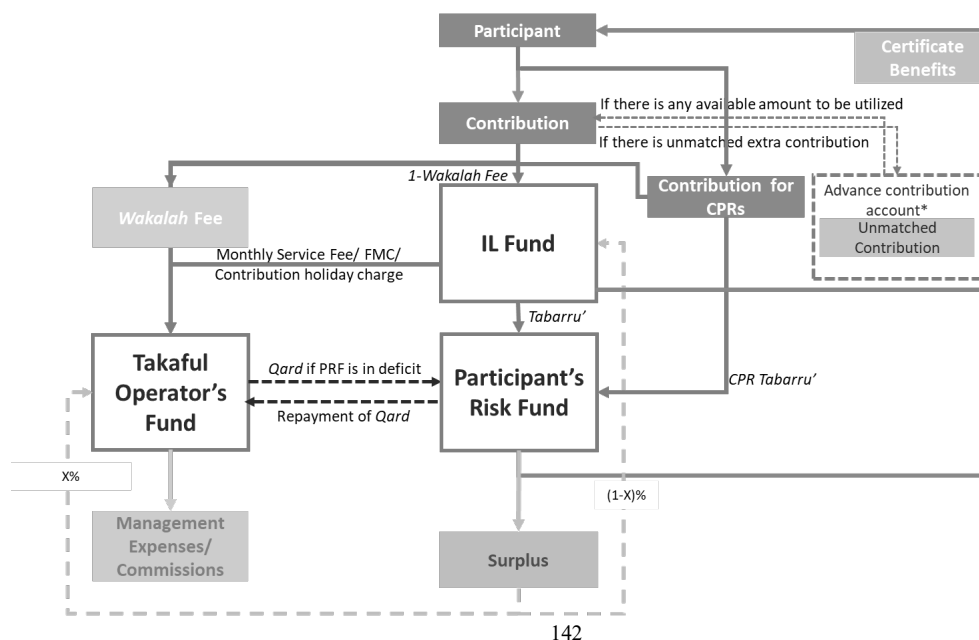 Participant
Certificate
Benefits
If there is any available amount to be utilized
Contribution
If there is unmatched extra contribution
1-Wakalah Fee
Contribution for
CPRs
Advance contribution
account*
Unmatched
Contribution
Wakalah Fee
IL Fund
Monthly Service Fee/ FMC/
Contribution holiday charge
Tabarru’
Takaful
Operator’s
Fund
Qard if PRF is in deficit
Repayment of Qard
Participant’s
Risk Fund
CPR Tabarru’
X%
(1-X)%
Management
Expenses/
Commissions
Surplus
142